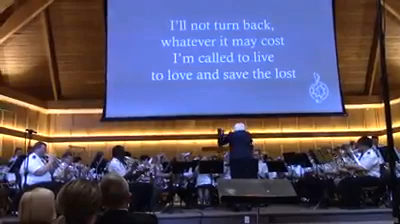 I'll not turn back,
whatever it may cost
I'm called to live
to love and save the lost